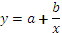 y = a + b/x